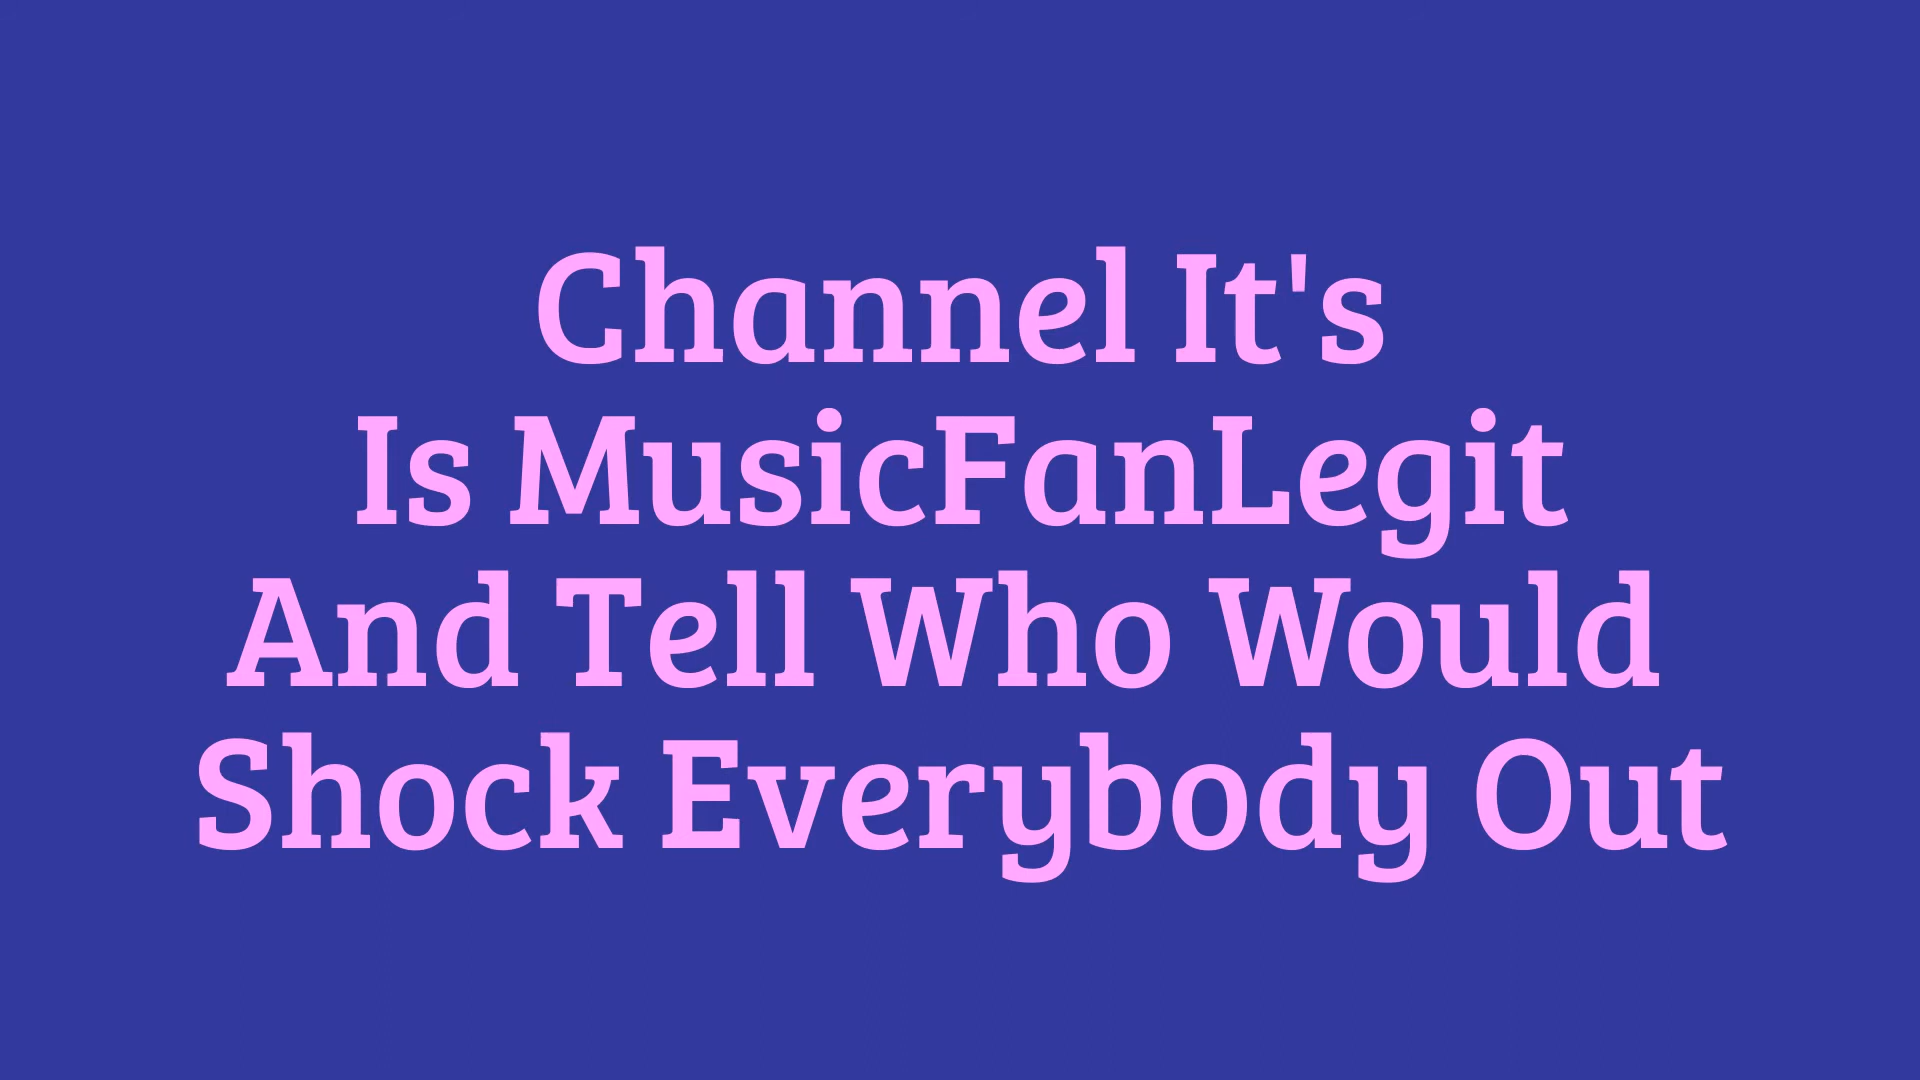 Channel It's
Is MusicFanLegit
And Tell Who Would
Shock Everybody Out